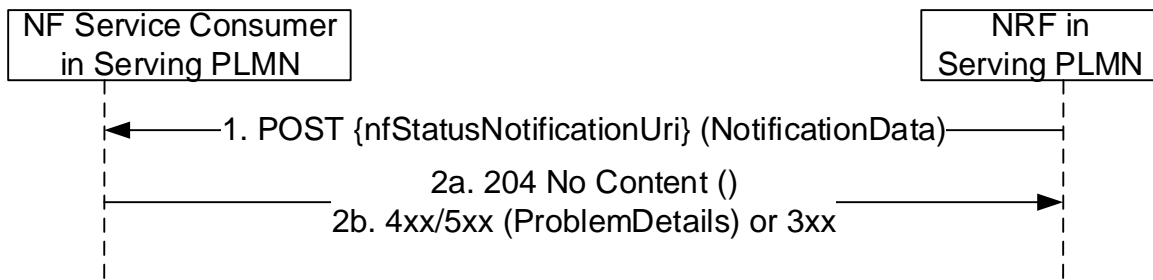 NF Service Consumer
in Serving PLMN
NRF in
Serving PLMN
1. POST {nfStatusNotificationUri} (NotificationData)
2a. 204 No Content ()
2b. 4xx/5xx (ProblemDetails) or 3xx